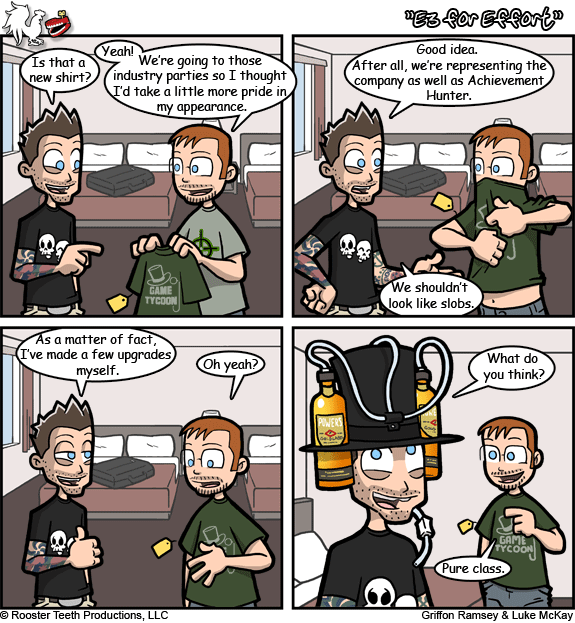 "Ez for Effort"
Is that a
new shirt?
Yeah!
We're going to those
industry parties so I thought
I'd take a little more pride in
my appearance.
GAME
TYCOON
Good idea.
After all, we're representing the
company as well as Achievement
Hunter.
We shouldn't
look like slobs.
As a matter of fact,
I've made a few upgrades
myself.
Oh yeah?
What do
you think?
POWERS
GAME
TYCOON
Pure class.
© Rooster Teeth Productions, LLC
Griffon Ramsey & Luke McKay